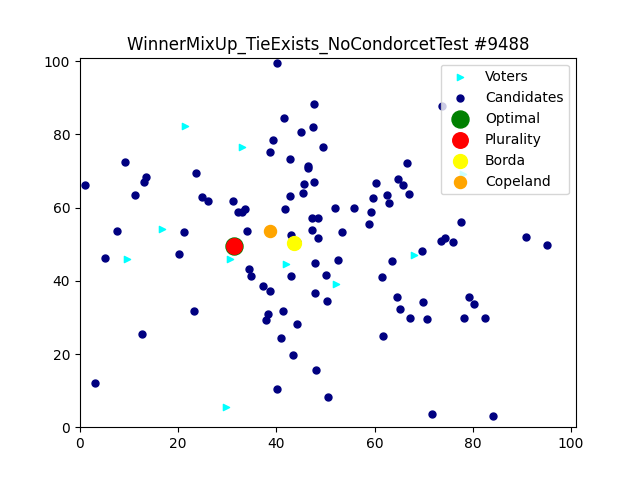 WinnerMixUp_TieExists_NoCondorcetTest #9488
100
80
60
40
20
0
0 20 40 60 80 100
Voters
Candidates
Optimal
Plurality
Borda
Copeland